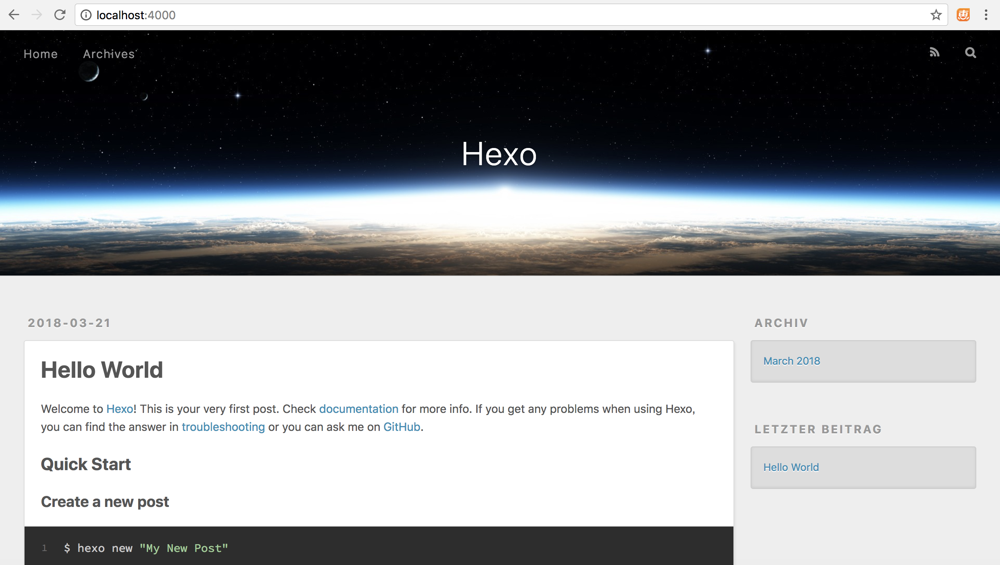 localhost:4000
惠
Home Archives
Hexo
2018-03-21
Hello World
Welcome to Hexo! This is your very first post. Check documentation for more info. If you get any problems when using Hexo,
you can find the answer in troubleshooting or you can ask me on GitHub.
Quick Start
Create a new post
1 $ hexo new "My New Post"
ARCHIV
March 2018
LETZTER BEITRAG
Hello World